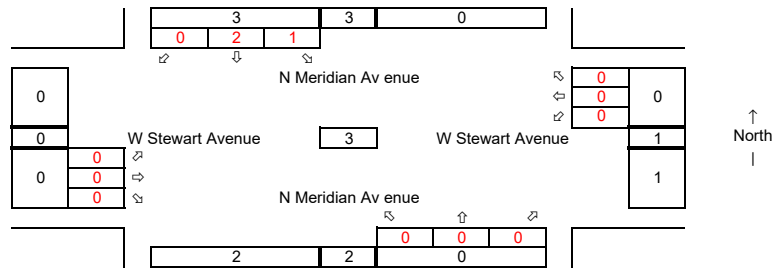 3 3 0
0 2 1
⬃ ⇩ ⬂
N Meridian Av enue
⬁ 0
0 ⇦ 0 0
⬃ 0
↑
0 W Stewart Avenue 3 W Stewart Avenue 1 North
|
0 ⬀
0 0 ⇨ 1
0 ⬂
N Meridian Av enue
⬁ ⇧ ⬀
0 0 0
2 2 0